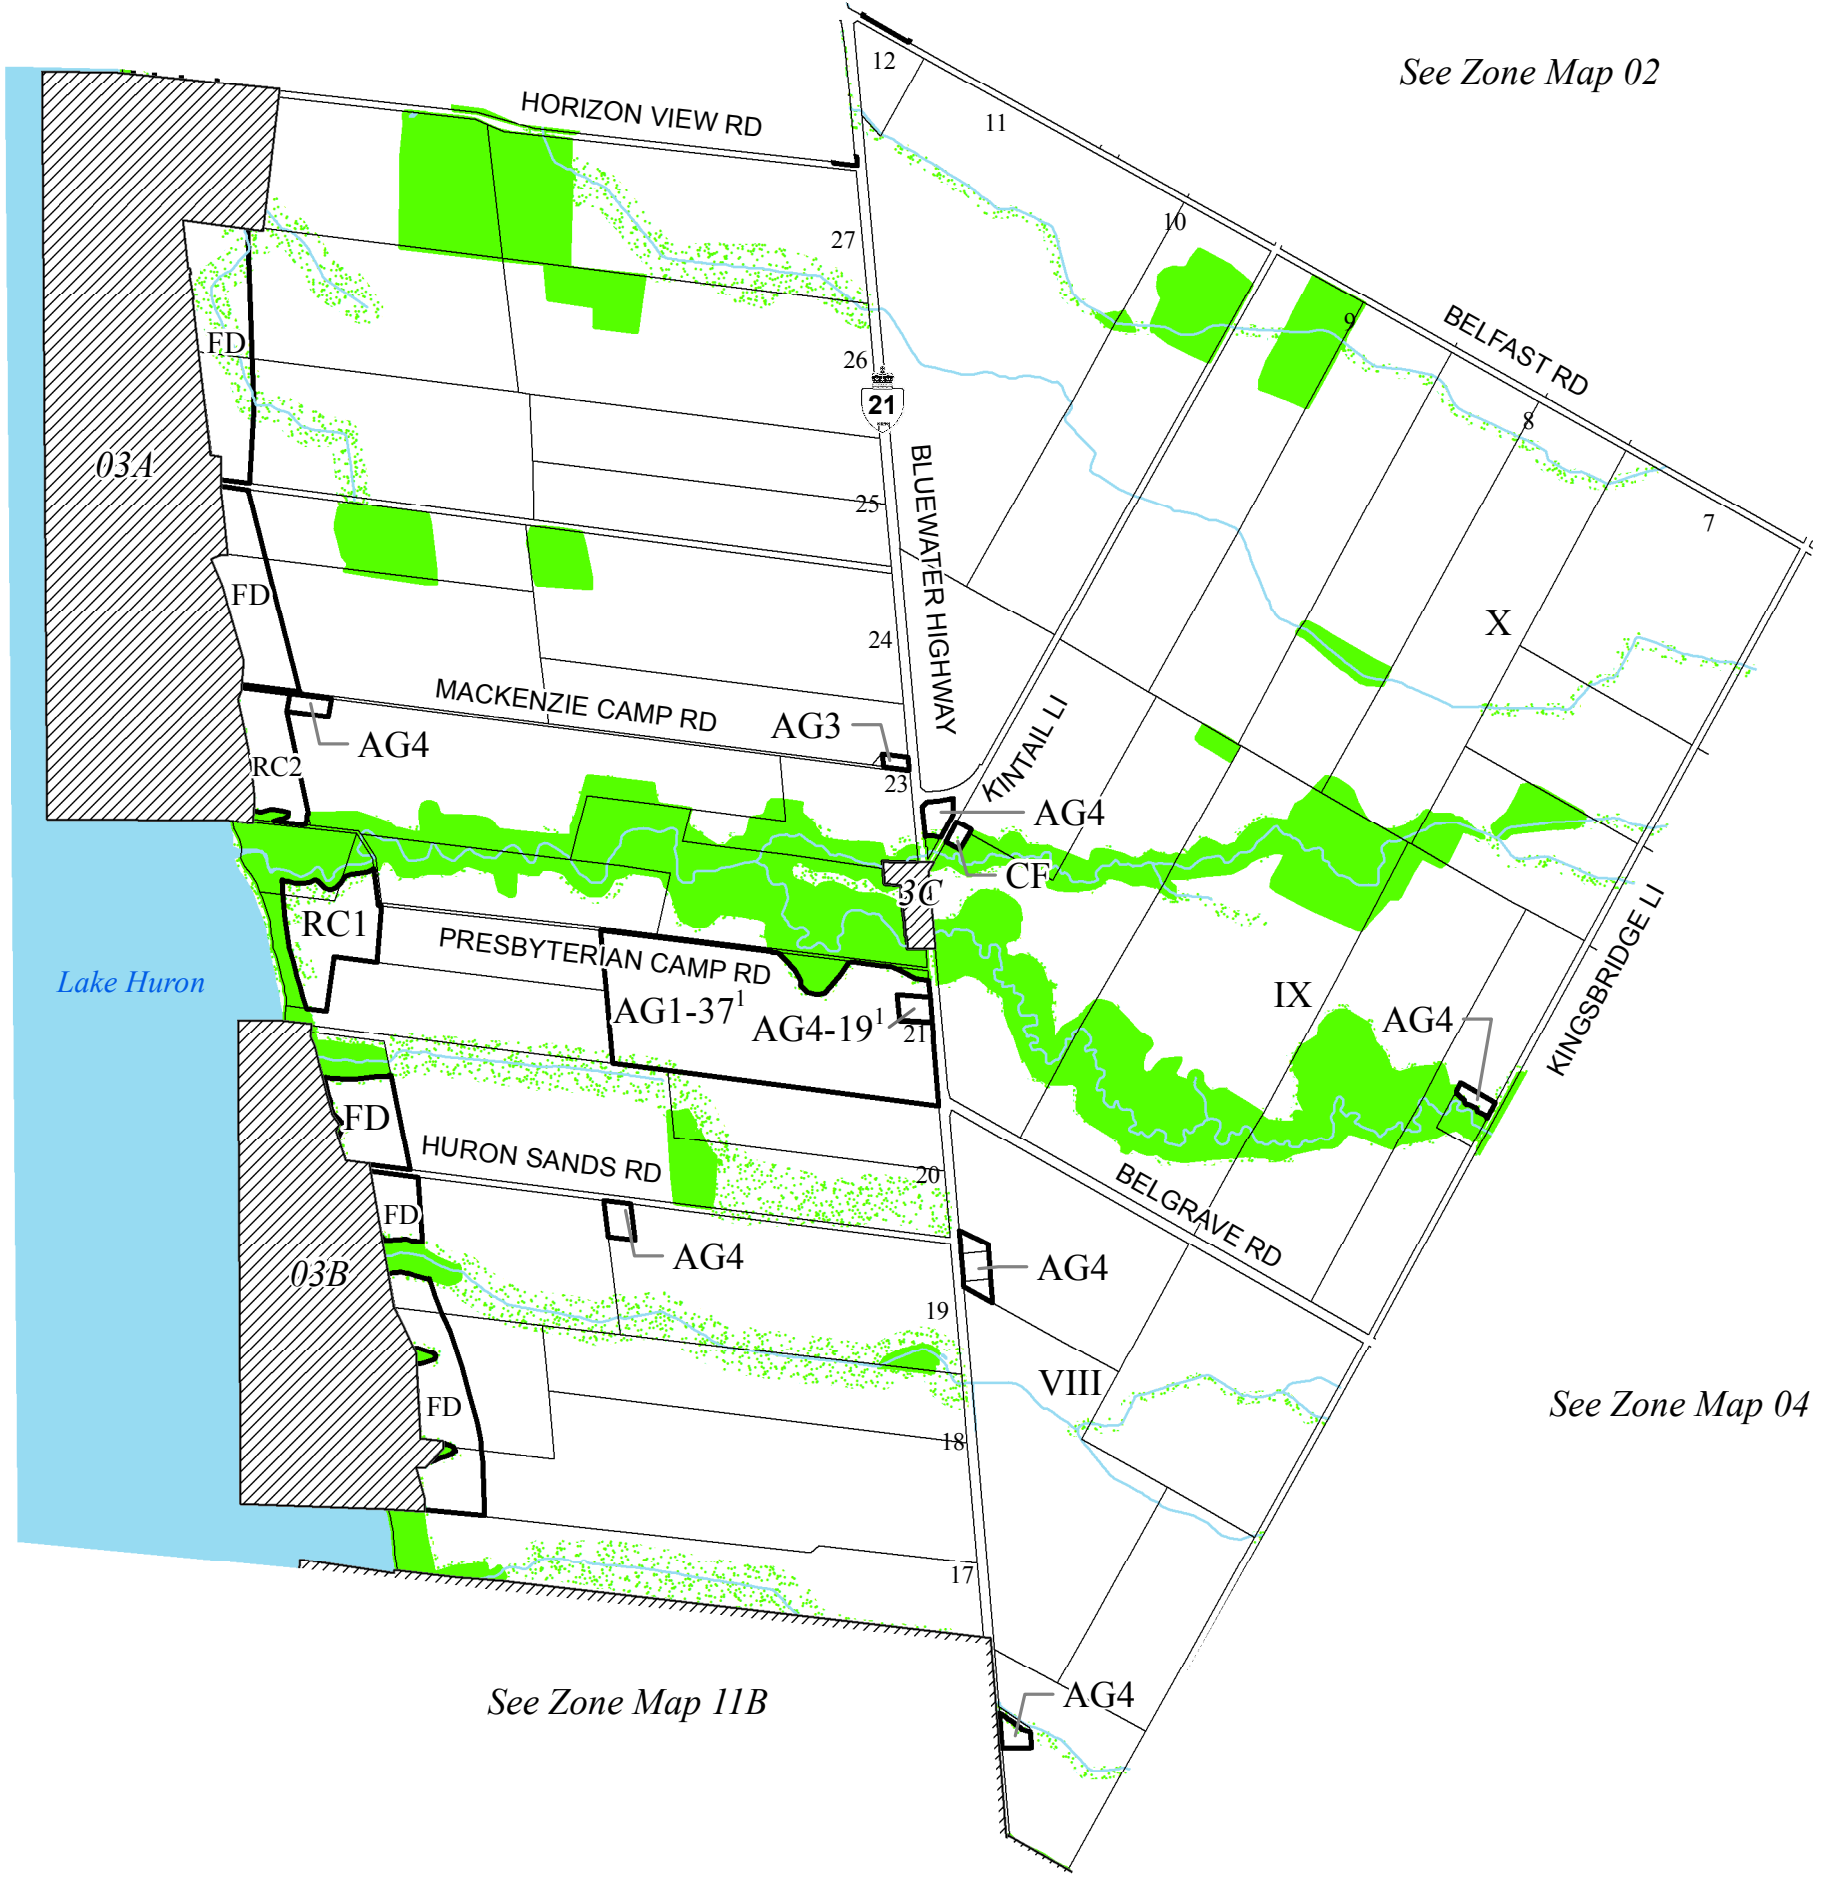 See Zone Map 02
12
11
HORIZON VIEW RD
10
27
9
BELFAST RD
FD
26
21
8
03A
BLUEWATER HIGHWAY
25
7
FD
X
24
MACKENZIE CAMP RD
AG3
KINTAIL LI
AG4
RC2
23
AG4
CF
3C
RC1
PRESBYTERIAN CAMP RD
KINGSBRIDGE LI
Lake Huron
IX
AG1-37¹
AG4-19¹
21
AG4
FD
HURON SANDS RD
20
BELGRAVE RD
FD
AG4
AG4
03B
19
VIII
FD
See Zone Map 04
18
17
See Zone Map 11B
AG4